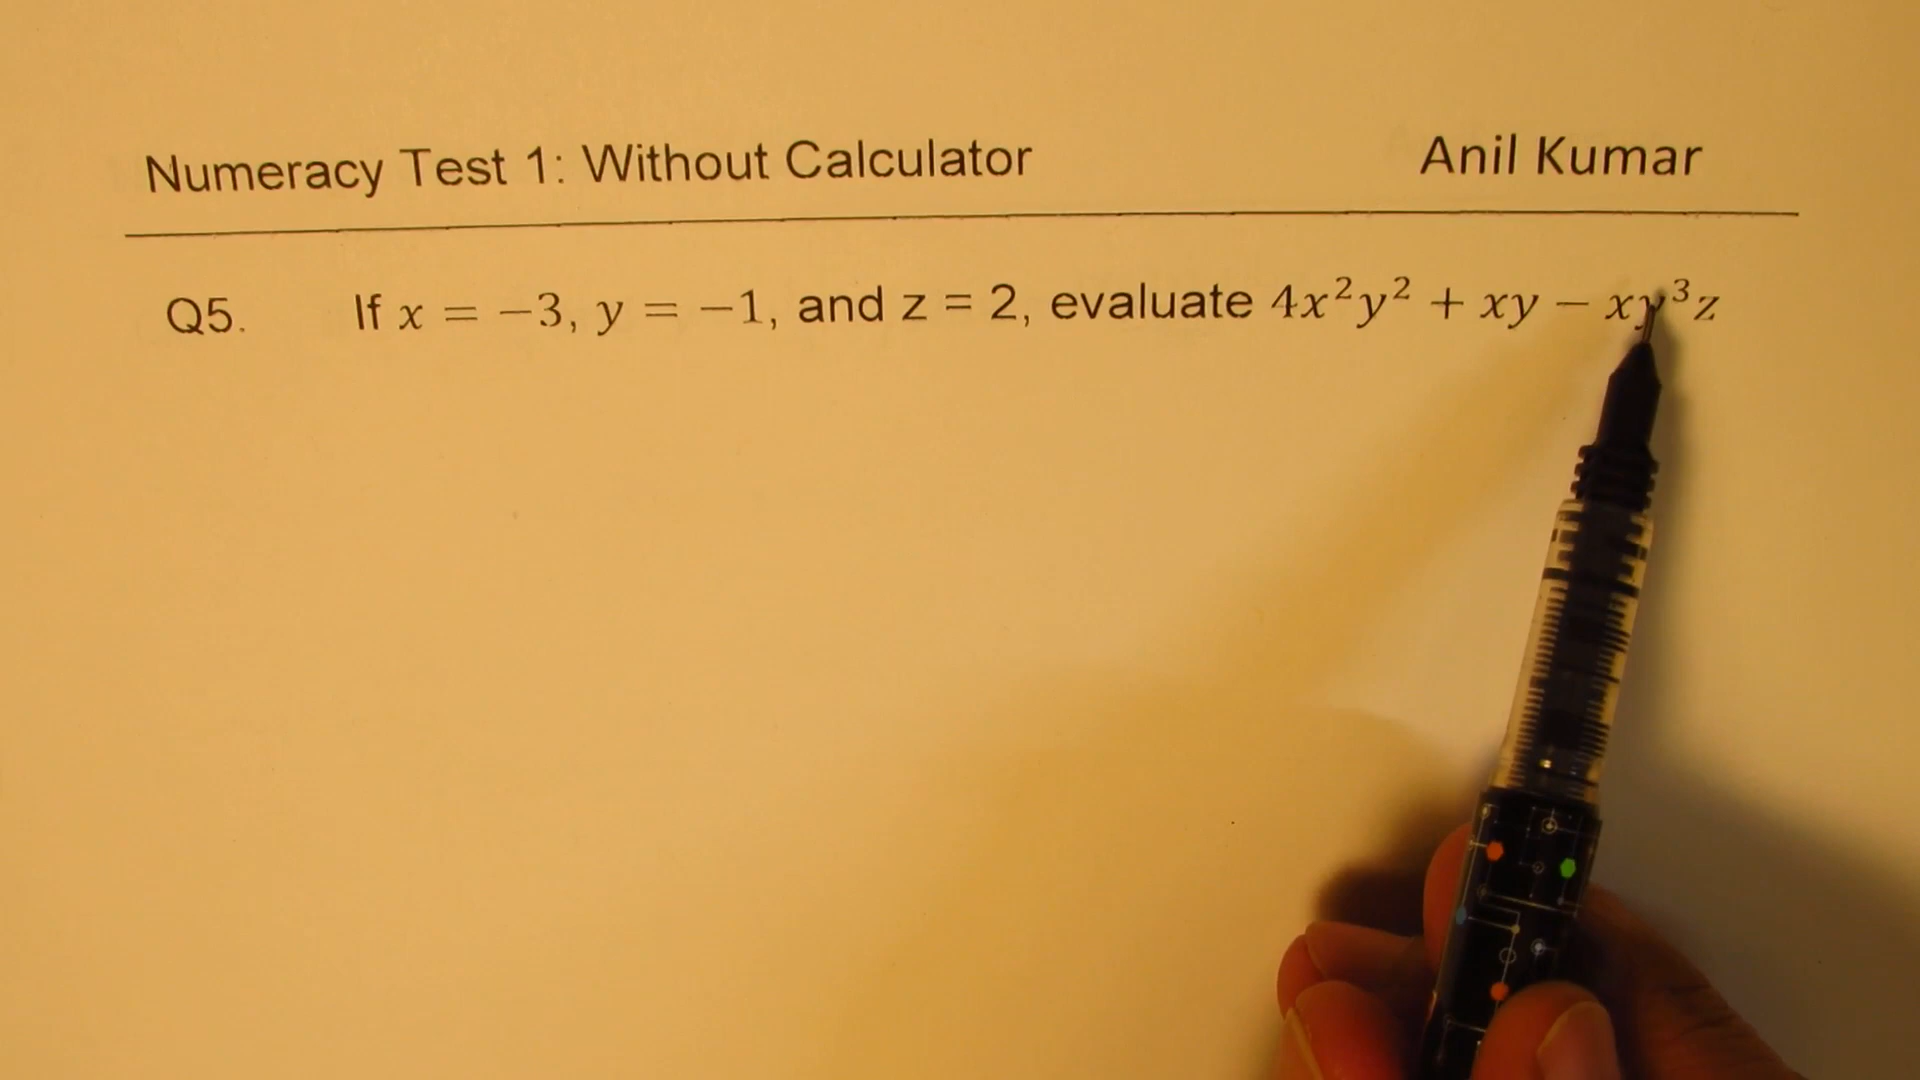 Numeracy Test 1: Without Calculator Anil Kumar
Q5. If x = −3, y = −1, and z = 2, evaluate 4x²y² + xy − xy³z